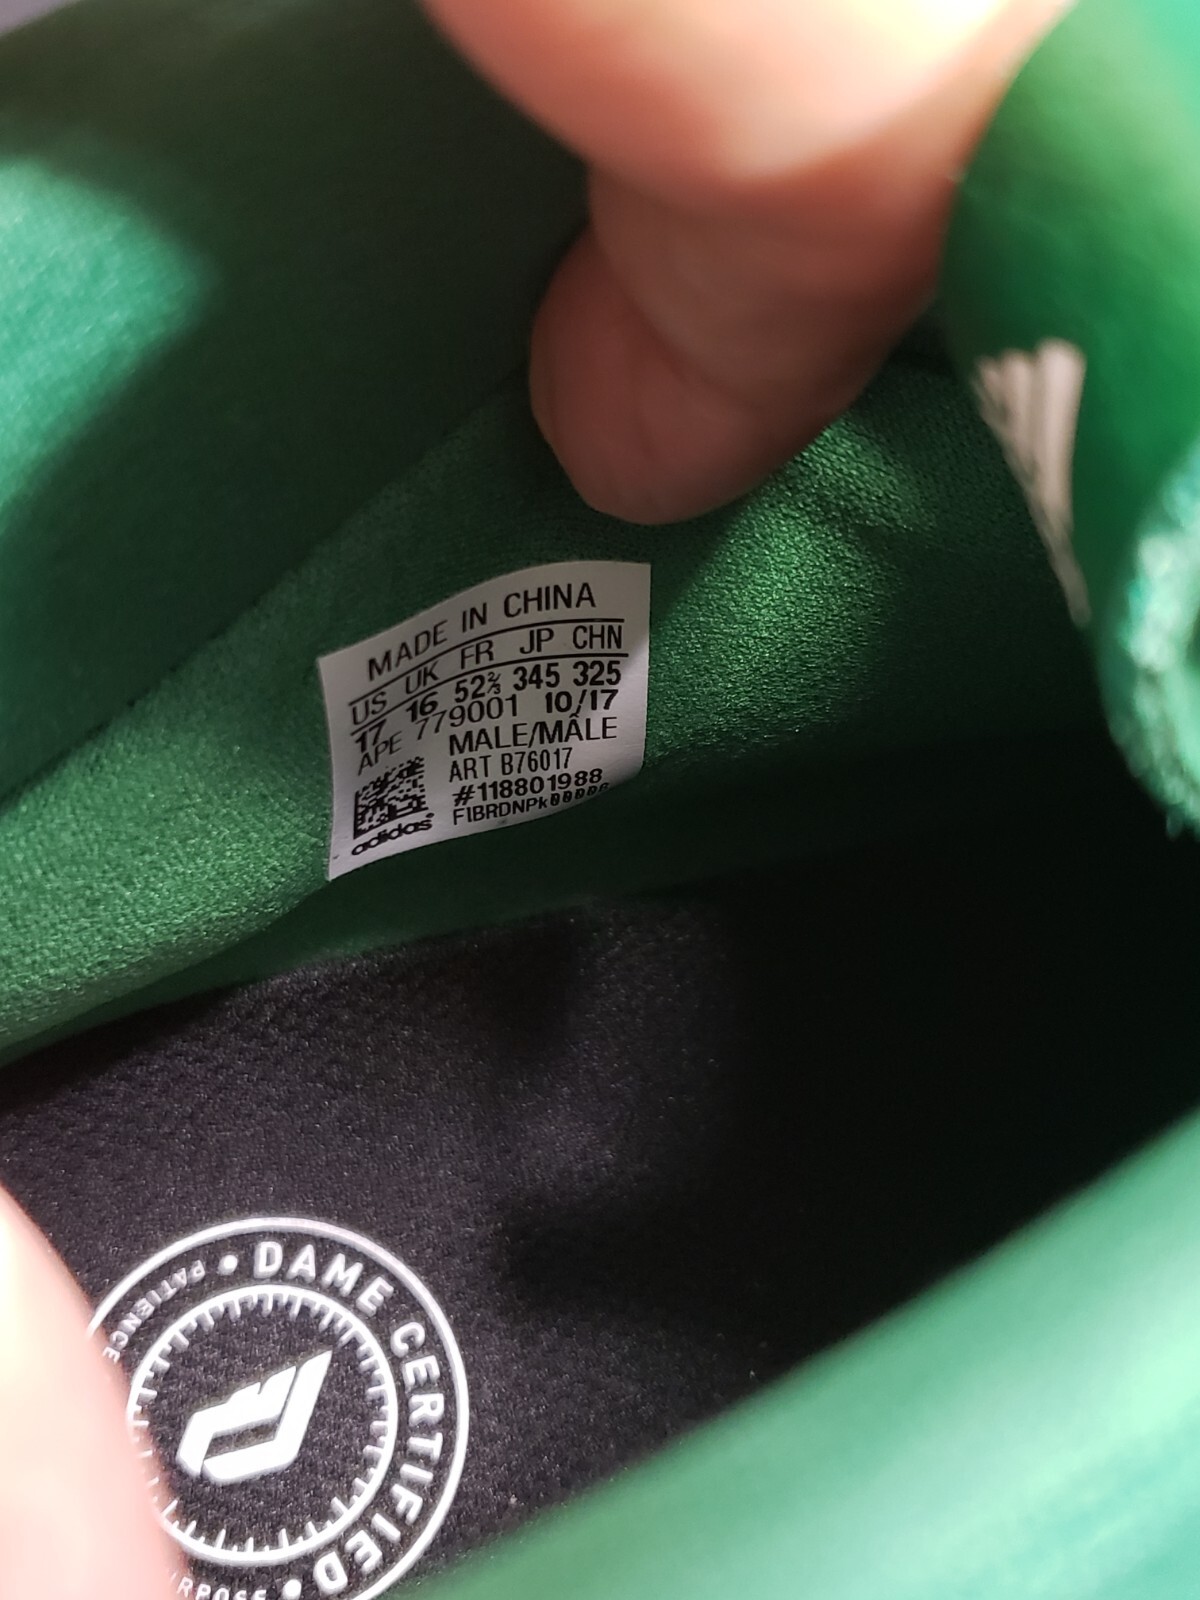 MADE IN CHINA
US UK FR JP CHN
17 16 52⅔ 345 325
APE 779001 10/17
MALE/MÂLE
ART B76017
#118801988
adidas
DAME CERTIFIED
PATIENCE